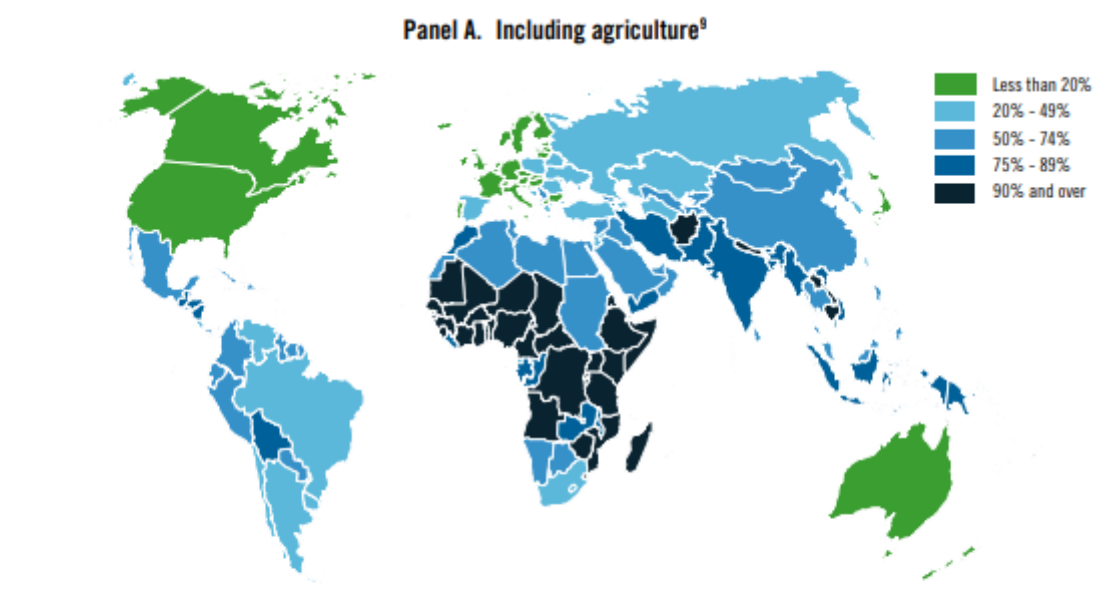 Panel A. Including agriculture⁹
Less than 20%
20% - 49%
50% - 74%
75% - 89%
90% and over